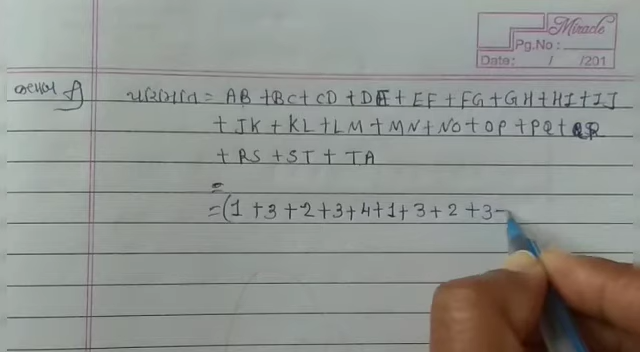 Miracle
Pg.No:
Date: / /201
જવાબ A
પરિમિતિ = AB + BC + CD + DE + EF + FG + GH + HI + IJ
+ JK + KL + LM + MN + NO + OP + PQ + QR
+ RS + ST + TA
=
= (1 + 3 + 2 + 3 + 4 + 1 + 3 + 2 + 3